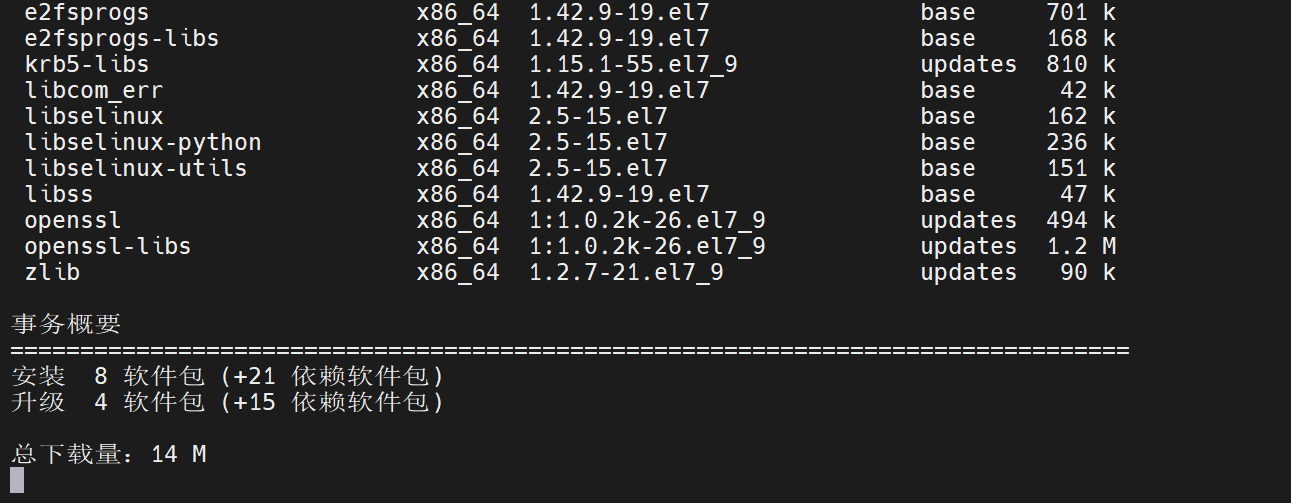 e2fsprogs x86_64 1.42.9-19.el7 base 701 k
e2fsprogs-libs x86_64 1.42.9-19.el7 base 168 k
krb5-libs x86_64 1.15.1-55.el7_9 updates 810 k
libcom_err x86_64 1.42.9-19.el7 base 42 k
libselinux x86_64 2.5-15.el7 base 162 k
libselinux-python x86_64 2.5-15.el7 base 236 k
libselinux-utils x86_64 2.5-15.el7 base 151 k
libss x86_64 1.42.9-19.el7 base 47 k
openssl x86_64 1:1.0.2k-26.el7_9 updates 494 k
openssl-libs x86_64 1:1.0.2k-26.el7_9 updates 1.2 M
zlib x86_64 1.2.7-21.el7_9 updates 90 k
事务概要
================================================================================
安装 8 软件包 (+21 依赖软件包)
升级 4 软件包 (+15 依赖软件包)
总下载量：14 M